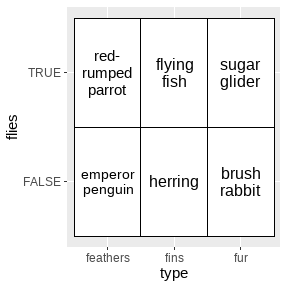 red-
rumped
parrot
flying
fish
sugar
glider
TRUE
flies
FALSE
emperor
penguin
herring
brush
rabbit
feathers
fins
fur
type